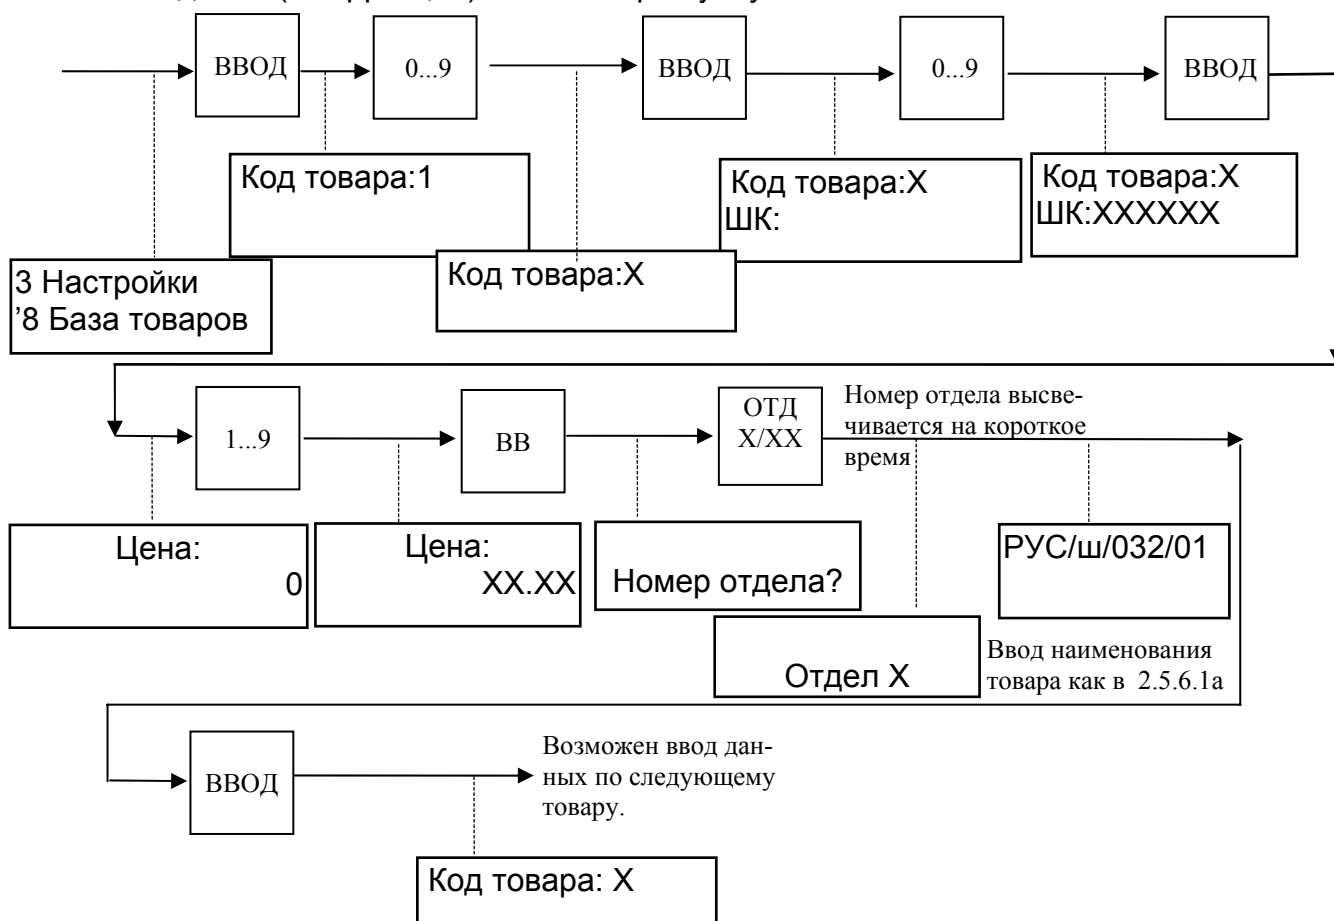 ВВОД
0...9
ВВОД
0...9
ВВОД
Код товара:1
Код товара:X
ШК:
Код товара:X
ШК:XXXXXX
3 Настройки
’8 База товаров
Код товара:X
1...9
ВВ
ОТД
X/XX
Номер отдела высве-
чивается на короткое
время
Цена:
0
Цена:
XX.XX
Номер отдела?
РУС/ш/032/01
Отдел X
Ввод наименования
товара как в 2.5.6.1а
ВВОД
Возможен ввод дан-
ных по следующему
товару.
Код товара: X